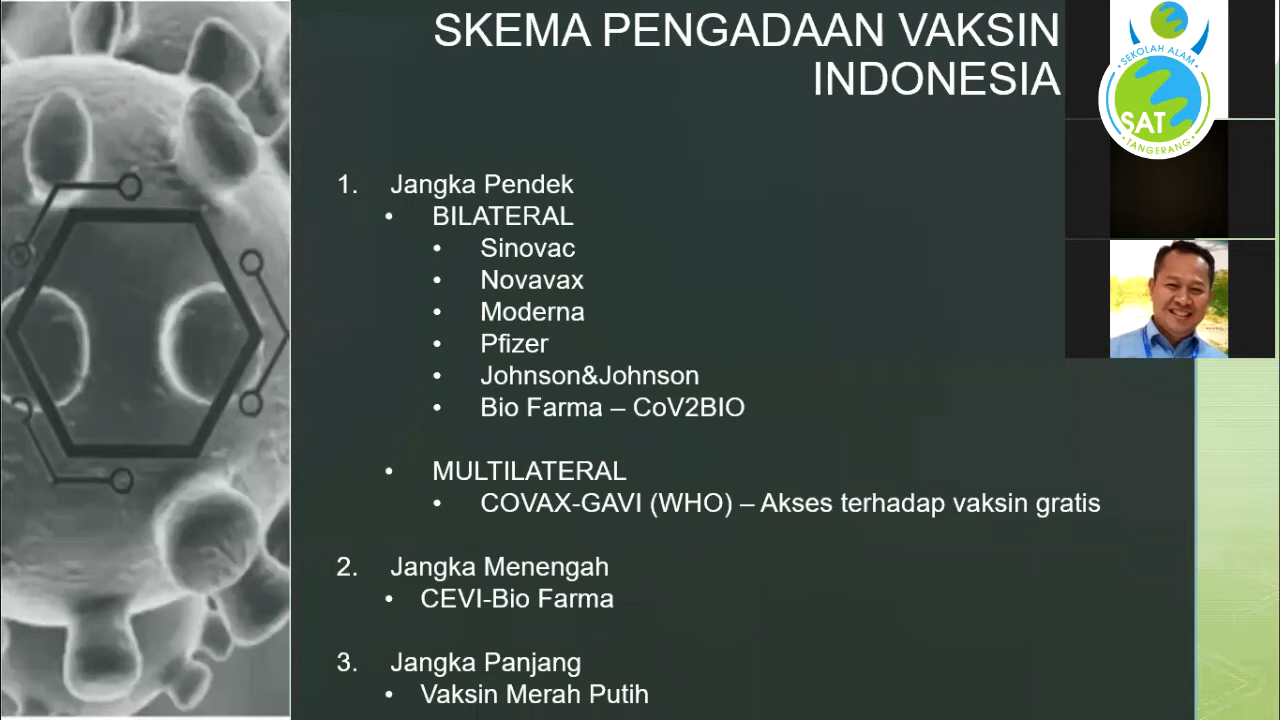 SKEMA PENGADAAN VAKSIN
INDONESIA
SEKOLAH ALAM
SAT
TANGERANG
1. Jangka Pendek
• BILATERAL
• Sinovac
• Novavax
• Moderna
• Pfizer
• Johnson&Johnson
• Bio Farma – CoV2BIO
• MULTILATERAL
• COVAX-GAVI (WHO) – Akses terhadap vaksin gratis
2. Jangka Menengah
• CEVI-Bio Farma
3. Jangka Panjang
• Vaksin Merah Putih